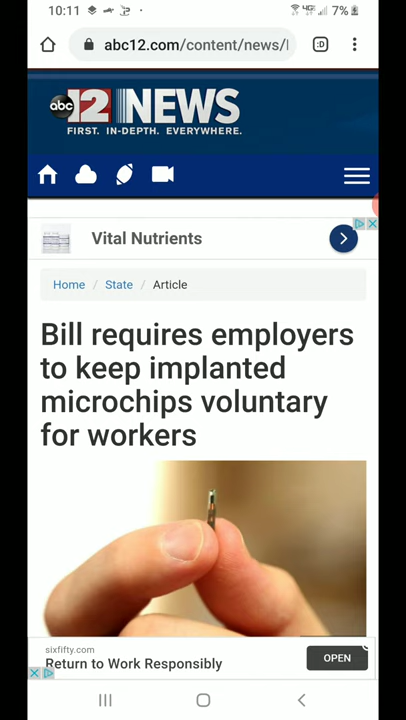 10:11
4G
7%
abc12.com/content/news/
:D
abc 12 NEWS
FIRST. IN-DEPTH. EVERYWHERE.
Vital Nutrients
Home / State / Article
Bill requires employers
to keep implanted
microchips voluntary
for workers
sixfifty.com
Return to Work Responsibly
OPEN